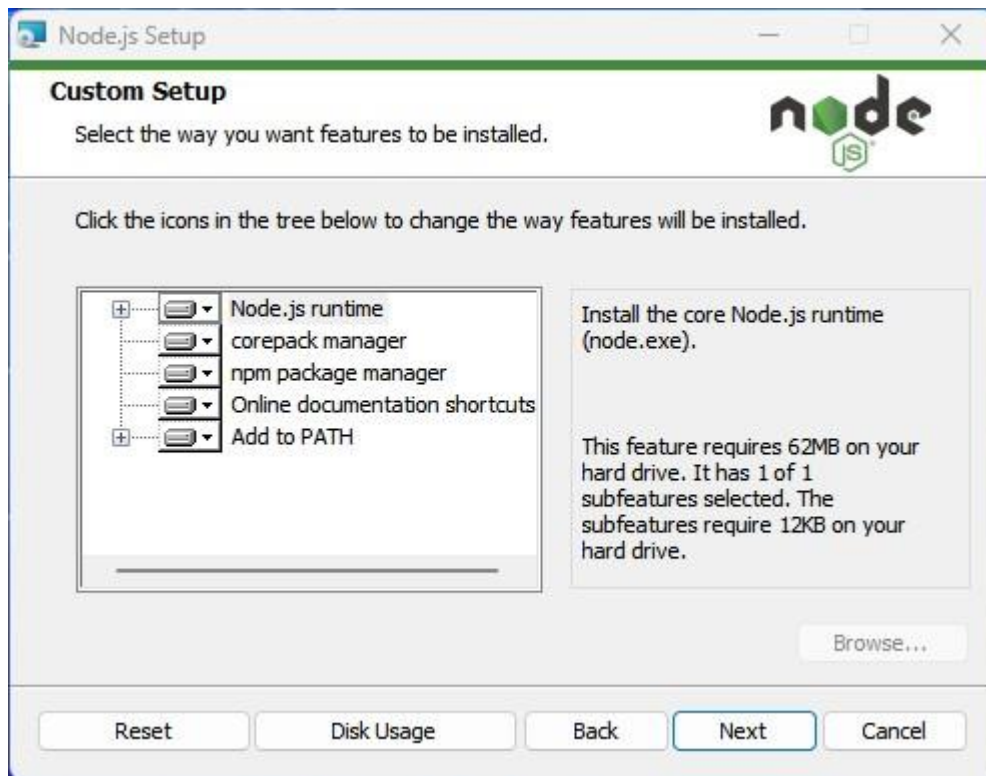 Node.js Setup
Custom Setup
Select the way you want features to be installed.
node
JS
Click the icons in the tree below to change the way features will be installed.
Node.js runtime
corepack manager
npm package manager
Online documentation shortcuts
Add to PATH
Install the core Node.js runtime
(node.exe).
This feature requires 62MB on your
hard drive. It has 1 of 1
subfeatures selected. The
subfeatures require 12KB on your
hard drive.
Browse...
Reset
Disk Usage
Back
Next
Cancel